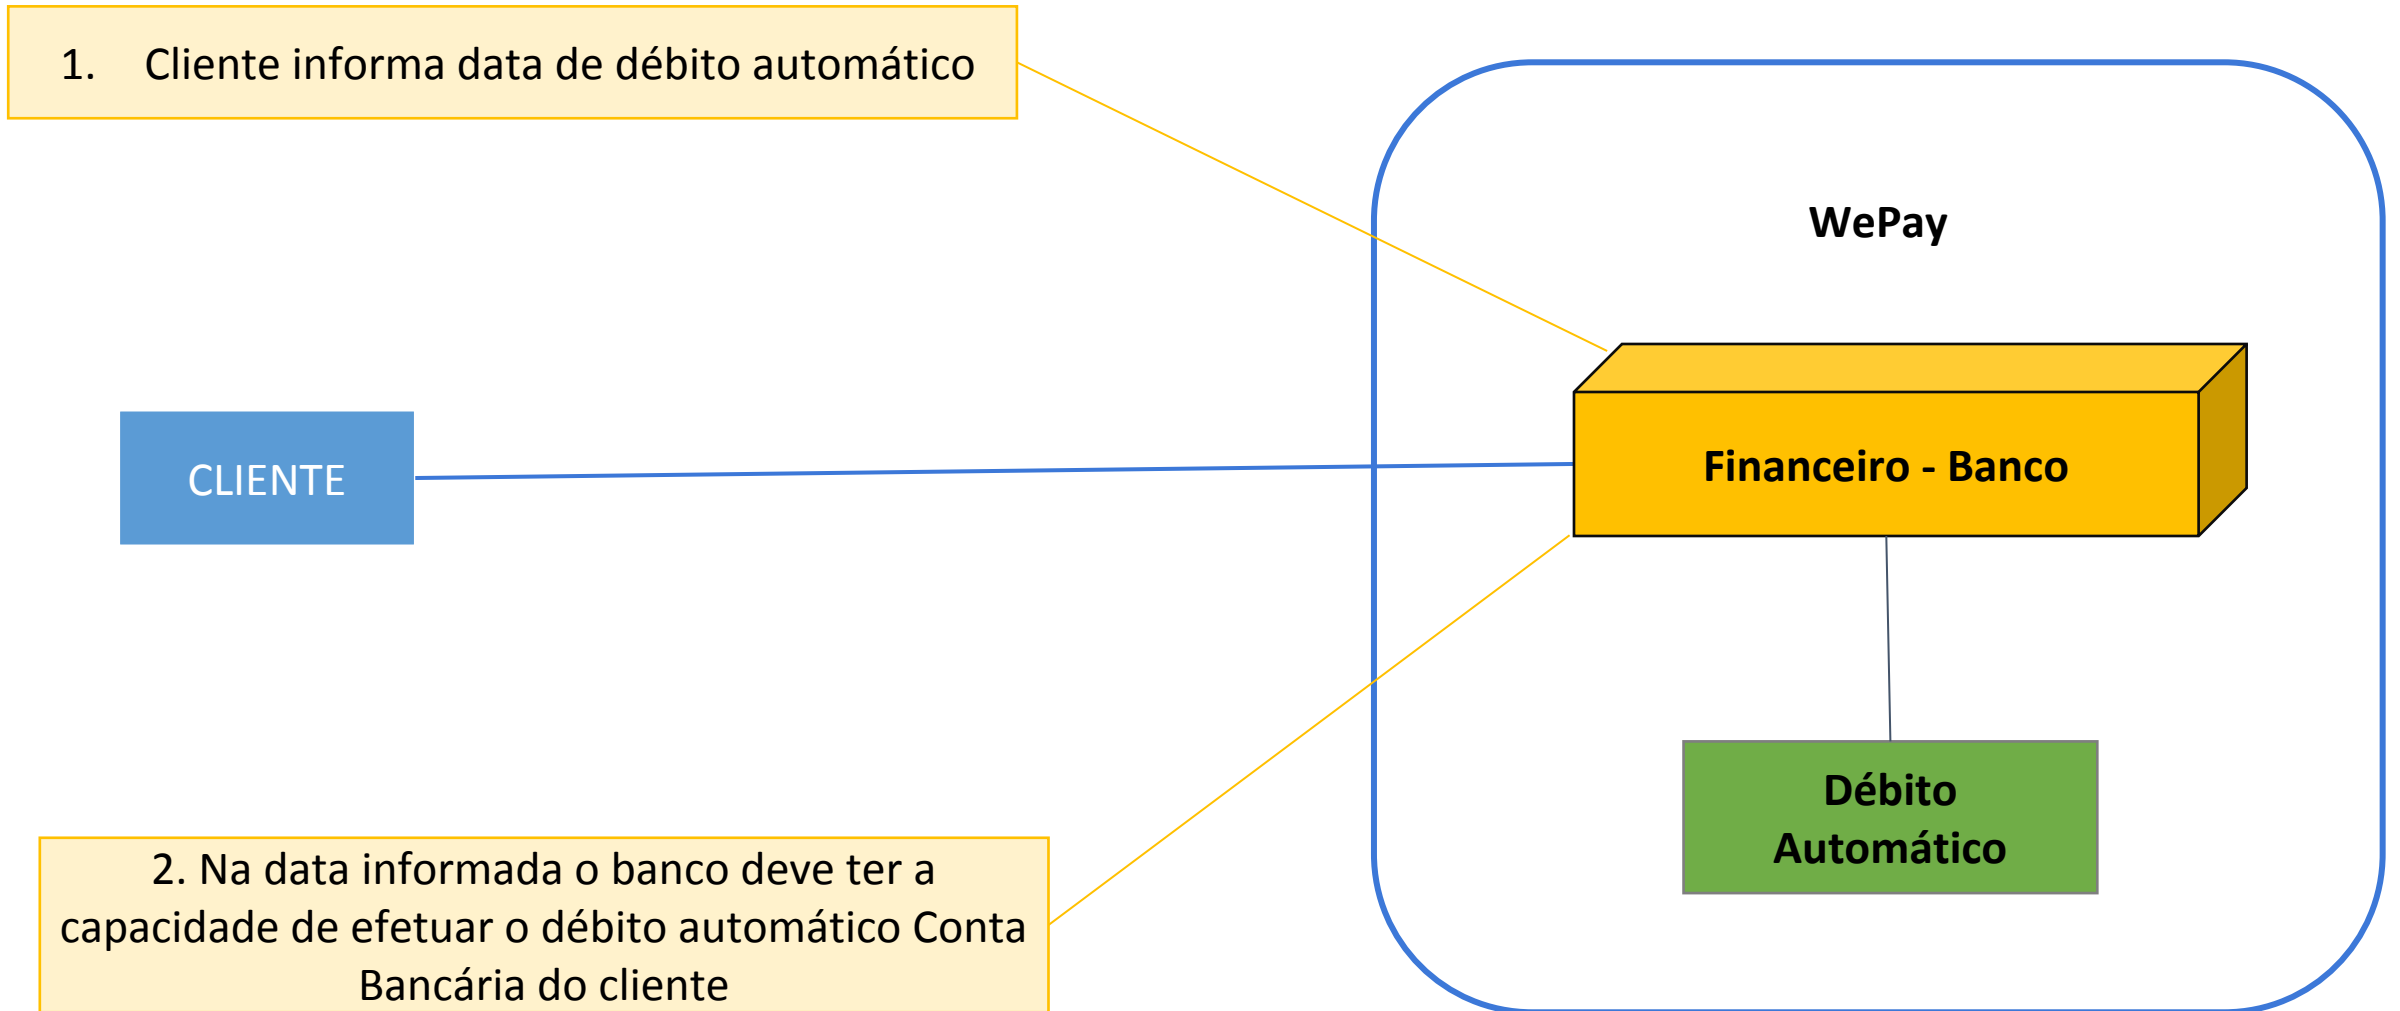 1. Cliente informa data de débito automático
WePay
Financeiro - Banco
CLIENTE
Débito
Automático
2. Na data informada o banco deve ter a
capacidade de efetuar o débito automático Conta
Bancária do cliente